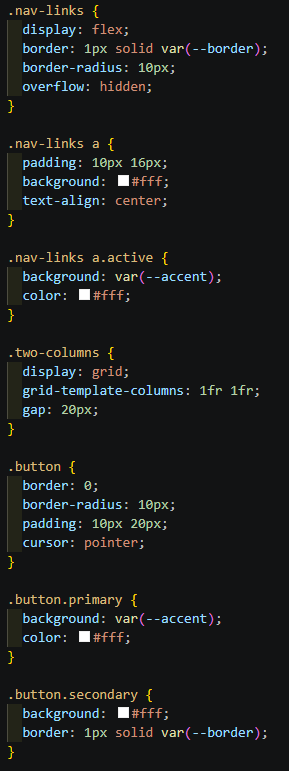 .nav-links {
  display: flex;
  border: 1px solid var(--border);
  border-radius: 10px;
  overflow: hidden;
}

.nav-links a {
  padding: 10px 16px;
  background: #fff;
  text-align: center;
}

.nav-links a.active {
  background: var(--accent);
  color: #fff;
}

.two-columns {
  display: grid;
  grid-template-columns: 1fr 1fr;
  gap: 20px;
}

.button {
  border: 0;
  border-radius: 10px;
  padding: 10px 20px;
  cursor: pointer;
}

.button.primary {
  background: var(--accent);
  color: #fff;
}

.button.secondary {
  background: #fff;
  border: 1px solid var(--border);
}